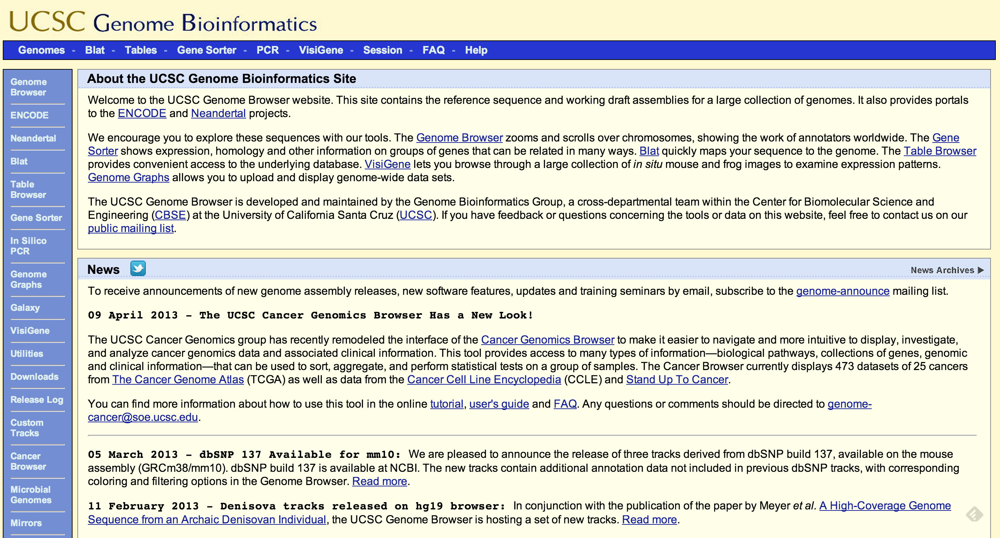 UCSC Genome Bioinformatics
Genomes - Blat - Tables - Gene Sorter - PCR - VisiGene - Session - FAQ - Help
Genome
Browser
ENCODE
Neandertal
Blat
Table
Browser
Gene Sorter
In Silico
PCR
Genome
Graphs
Galaxy
VisiGene
Utilities
Downloads
Release Log
Custom
Tracks
Cancer
Browser
Microbial
Genomes
Mirrors
About the UCSC Genome Bioinformatics Site
Welcome to the UCSC Genome Browser website. This site contains the reference sequence and working draft assemblies for a large collection of genomes. It also provides portals
to the ENCODE and Neandertal projects.
We encourage you to explore these sequences with our tools. The Genome Browser zooms and scrolls over chromosomes, showing the work of annotators worldwide. The Gene
Sorter shows expression, homology and other information on groups of genes that can be related in many ways. Blat quickly maps your sequence to the genome. The Table Browser
provides convenient access to the underlying database. VisiGene lets you browse through a large collection of in situ mouse and frog images to examine expression patterns.
Genome Graphs allows you to upload and display genome-wide data sets.
The UCSC Genome Browser is developed and maintained by the Genome Bioinformatics Group, a cross-departmental team within the Center for Biomolecular Science and
Engineering (CBSE) at the University of California Santa Cruz (UCSC). If you have feedback or questions concerning the tools or data on this website, feel free to contact us on our
public mailing list.
News
News Archives ▶
To receive announcements of new genome assembly releases, new software features, updates and training seminars by email, subscribe to the genome-announce mailing list.
09 April 2013 - The UCSC Cancer Genomics Browser Has a New Look!
The UCSC Cancer Genomics group has recently remodeled the interface of the Cancer Genomics Browser to make it easier to navigate and more intuitive to display, investigate,
and analyze cancer genomics data and associated clinical information. This tool provides access to many types of information—biological pathways, collections of genes, genomic
and clinical information—that can be used to sort, aggregate, and perform statistical tests on a group of samples. The Cancer Browser currently displays 473 datasets of 25 cancers
from The Cancer Genome Atlas (TCGA) as well as data from the Cancer Cell Line Encyclopedia (CCLE) and Stand Up To Cancer.
You can find more information about how to use this tool in the online tutorial, user's guide and FAQ. Any questions or comments should be directed to genome-
cancer@soe.ucsc.edu.
05 March 2013 - dbSNP 137 Available for mm10: We are pleased to announce the release of three tracks derived from dbSNP build 137, available on the mouse
assembly (GRCm38/mm10). dbSNP build 137 is available at NCBI. The new tracks contain additional annotation data not included in previous dbSNP tracks, with corresponding
coloring and filtering options in the Genome Browser. Read more.
11 February 2013 - Denisova tracks released on hg19 browser: In conjunction with the publication of the paper by Meyer et al. A High-Coverage Genome
Sequence from an Archaic Denisovan Individual, the UCSC Genome Browser is hosting a set of new tracks. Read more.